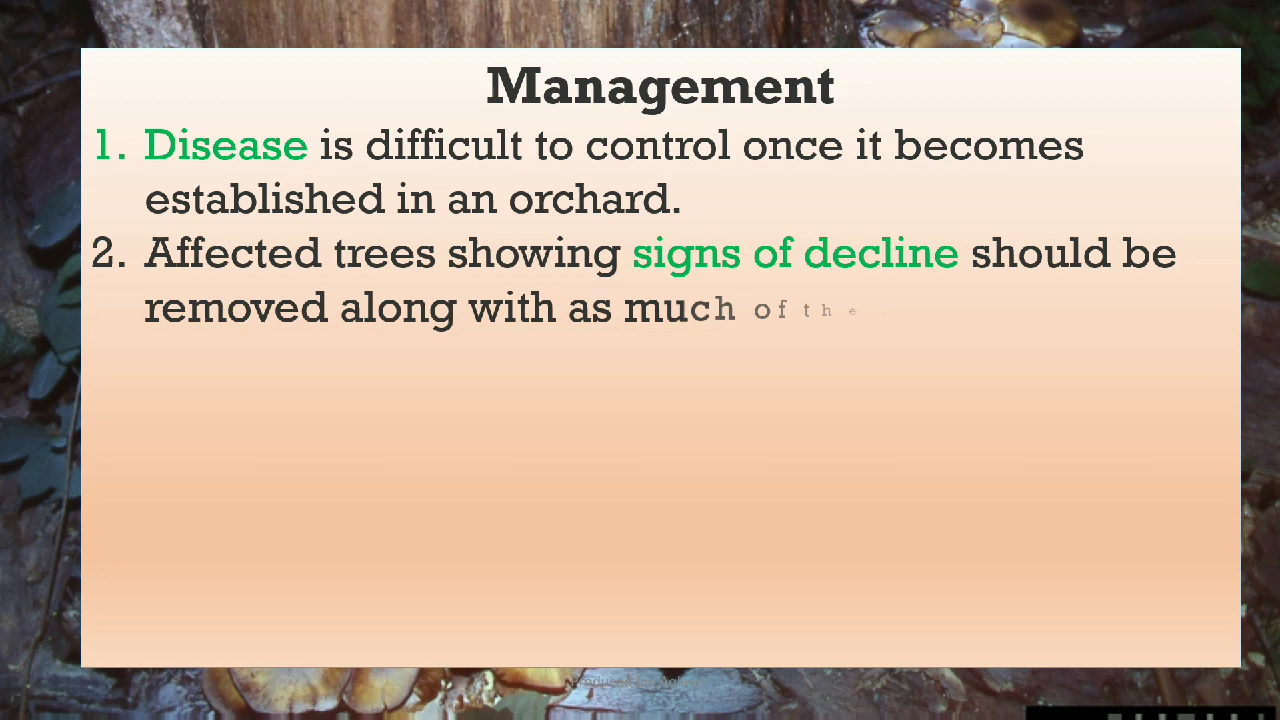 Management
1. Disease is difficult to control once it becomes
established in an orchard.
2. Affected trees showing signs of decline should be
removed along with as much of the